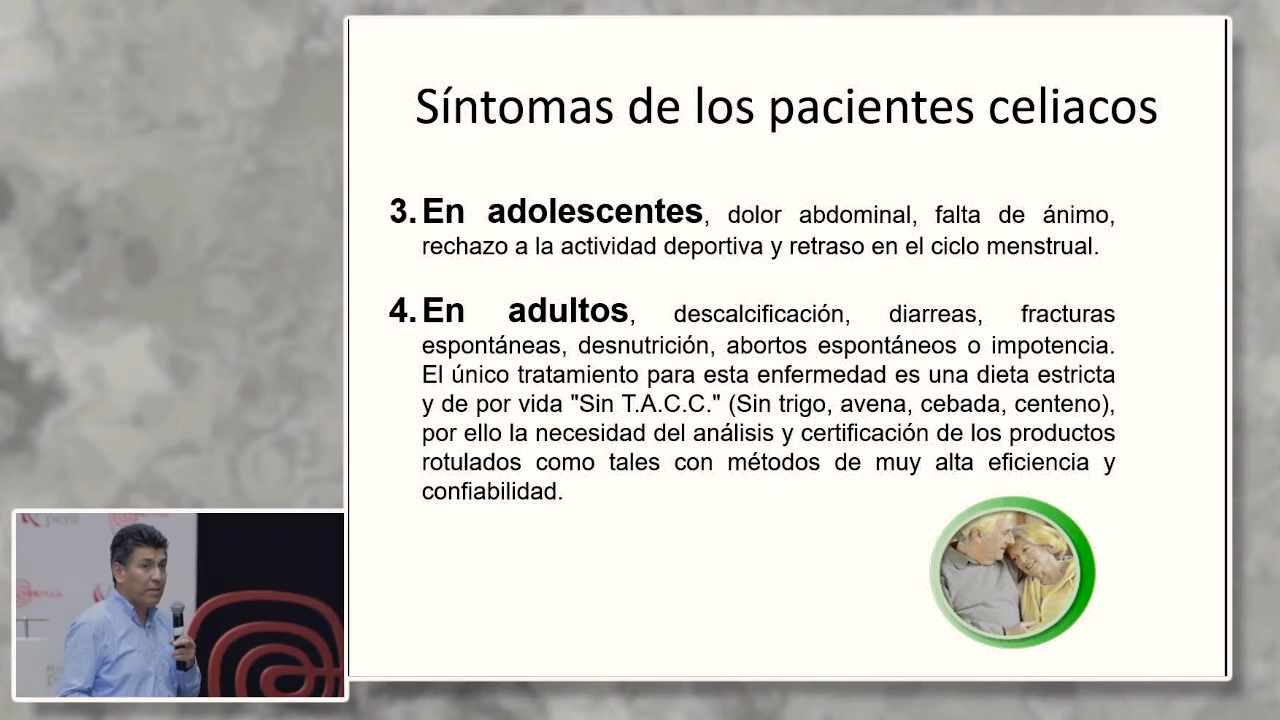 Síntomas de los pacientes celiacos
3. En adolescentes, dolor abdominal, falta de ánimo,
rechazo a la actividad deportiva y retraso en el ciclo menstrual.
4. En adultos, descalcificación, diarreas, fracturas
espontáneas, desnutrición, abortos espontáneos o impotencia.
El único tratamiento para esta enfermedad es una dieta estricta
y de por vida "Sin T.A.C.C." (Sin trigo, avena, cebada, centeno),
por ello la necesidad del análisis y certificación de los productos
rotulados como tales con métodos de muy alta eficiencia y
confiabilidad.